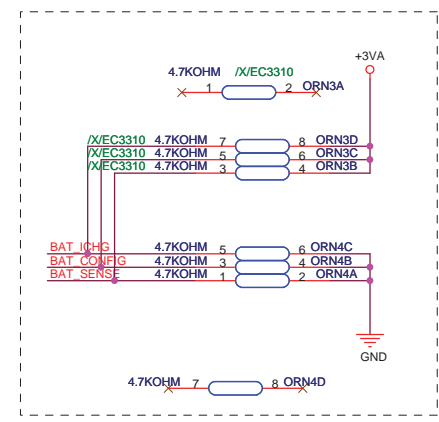 +3VA
4.7KOHM /X/EC3310
1 2 ORN3A
/X/EC3310 4.7KOHM 7 8 ORN3D
/X/EC3310 4.7KOHM 5 6 ORN3C
/X/EC3310 4.7KOHM 3 4 ORN3B
BAT_ICHG 4.7KOHM 5 6 ORN4C
BAT_CONFIG 4.7KOHM 3 4 ORN4B
BAT_SENSE 4.7KOHM 1 2 ORN4A
GND
4.7KOHM 7 8 ORN4D